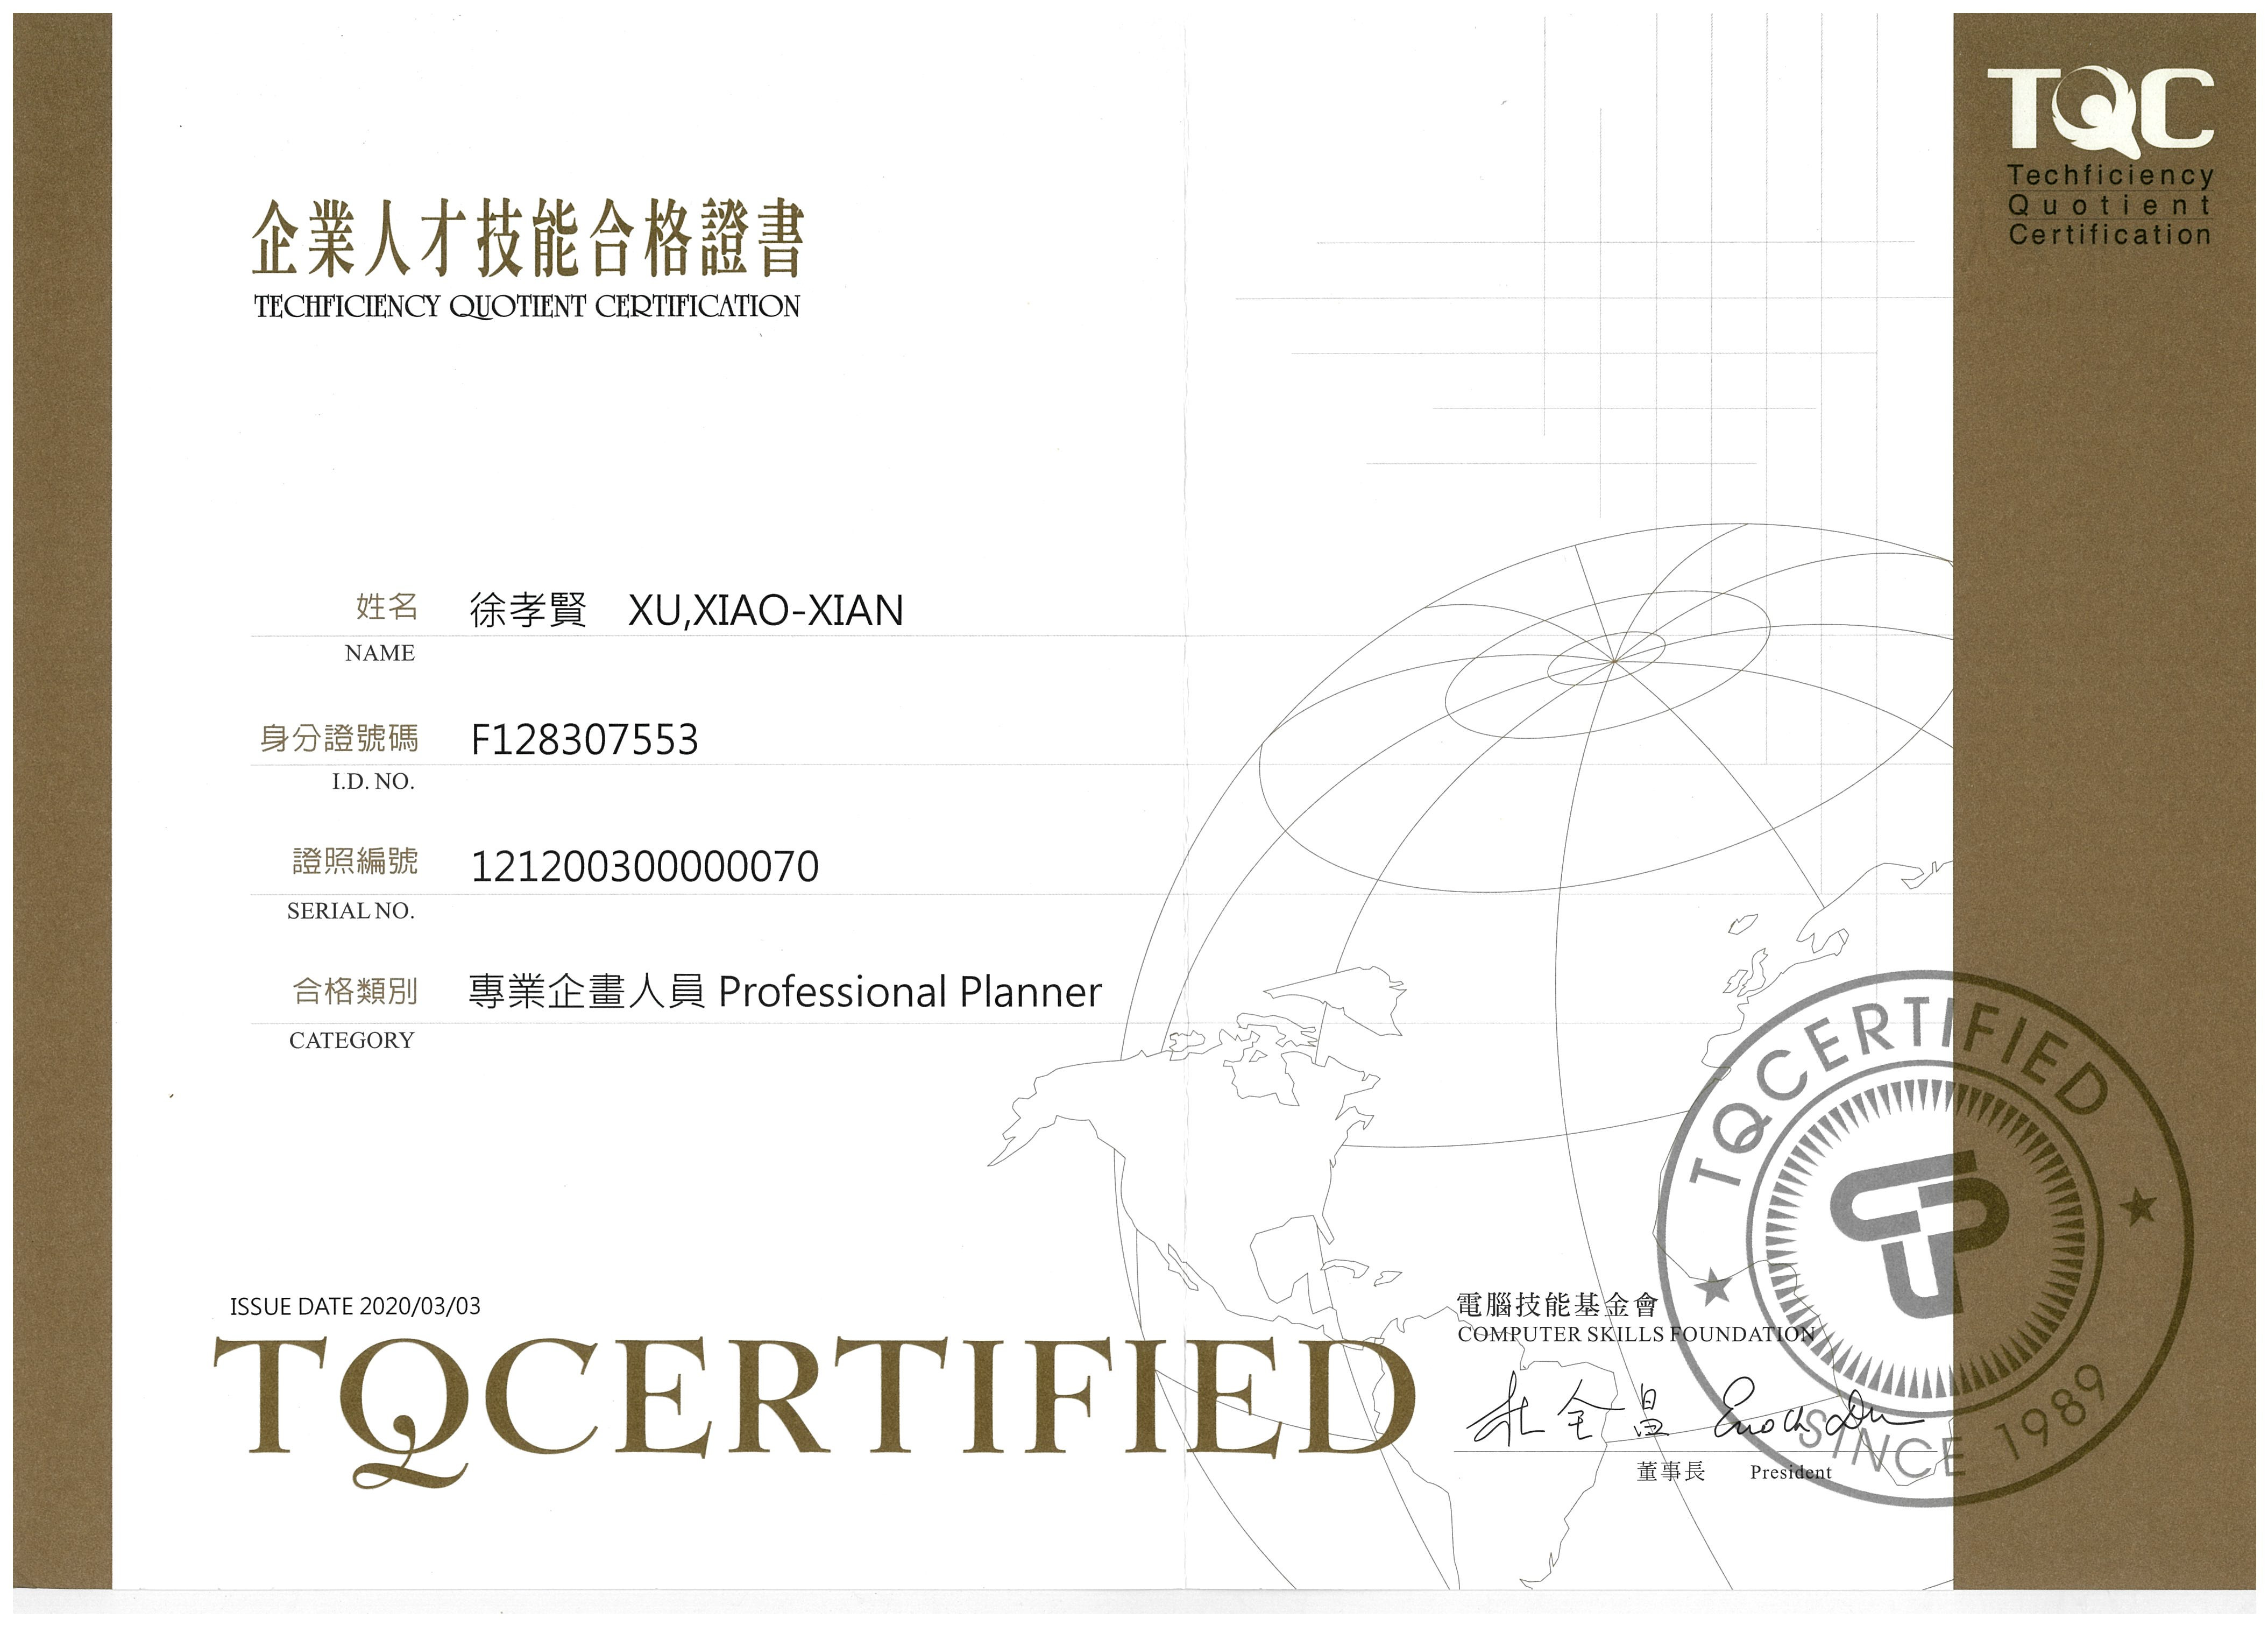 TQC
Techficiency
Quotient
Certification
企業人才技能合格證書
TECHFICIENCY QUOTIENT CERTIFICATION
姓名 徐孝賢 XU,XIAO-XIAN
NAME
身分證號碼 F128307553
I.D. NO.
證照編號 121200300000070
SERIAL NO.
合格類別 專業企畫人員 Professional Planner
CATEGORY
ISSUE DATE 2020/03/03
TQCERTIFIED
電腦技能基金會
COMPUTER SKILLS FOUNDATION
杜全昌 Enoch Du
董事長 President
TQCERTIFIED
SINCE 1989